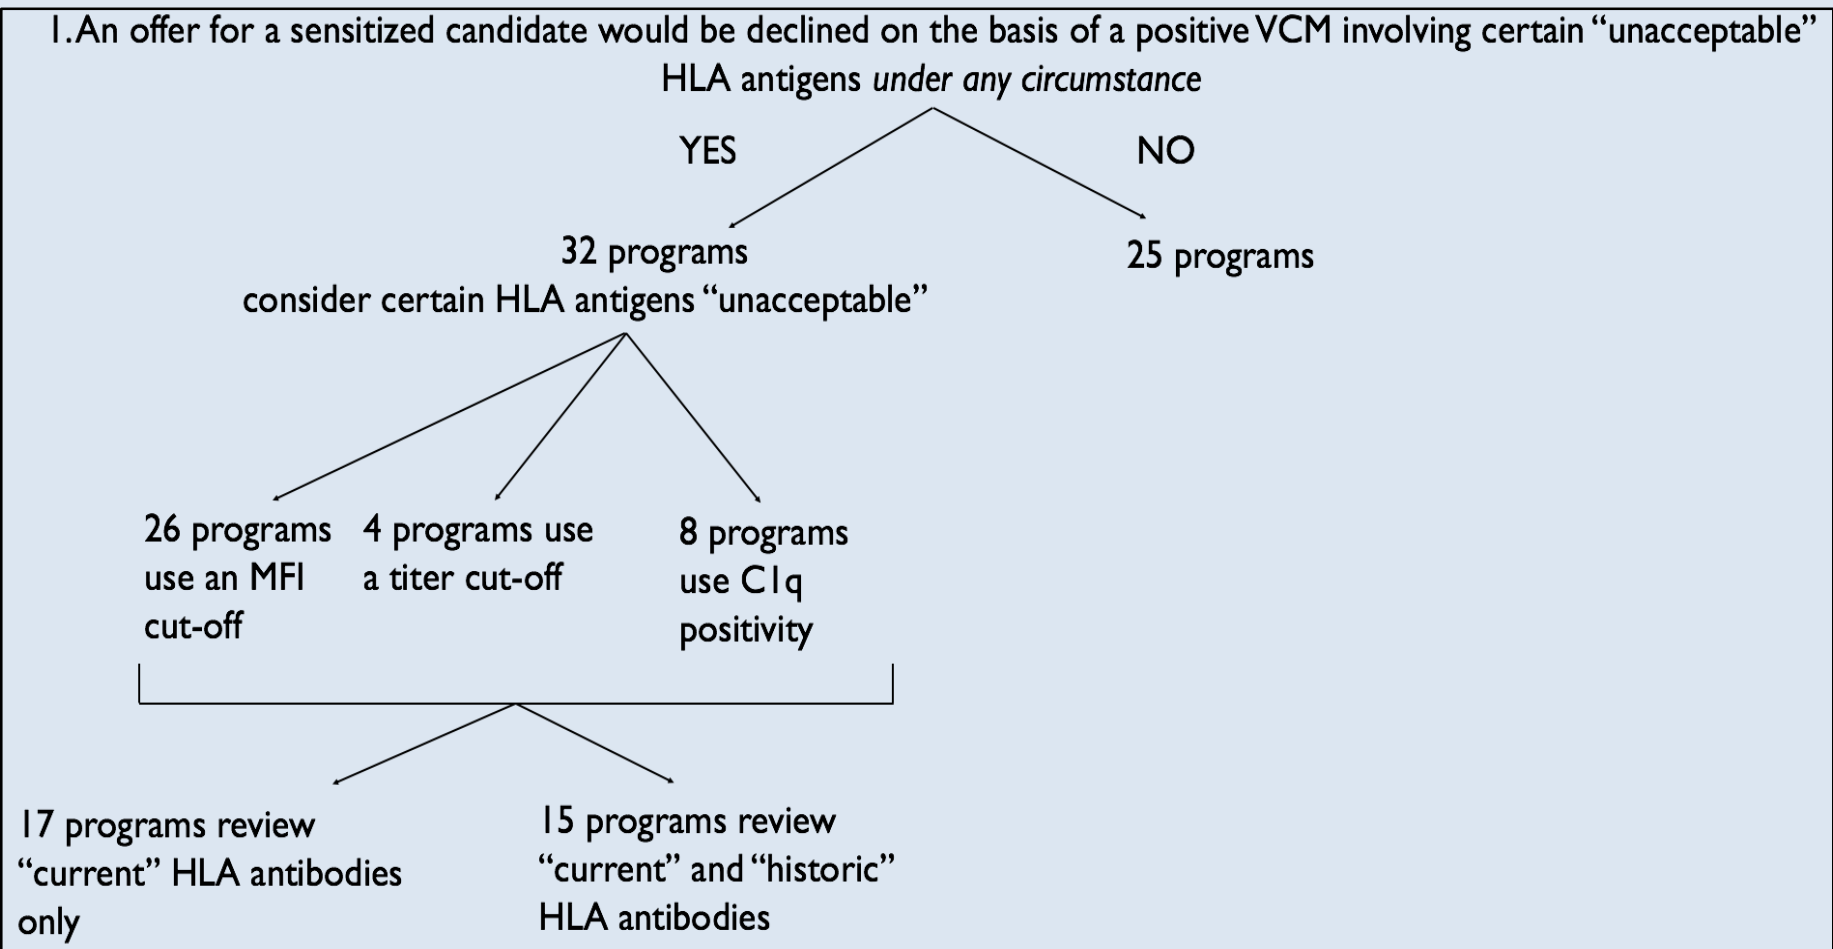 1. An offer for a sensitized candidate would be declined on the basis of a positive VCM involving certain “unacceptable”
HLA antigens under any circumstance
YES
NO
32 programs
consider certain HLA antigens “unacceptable”
25 programs
26 programs
use an MFI
cut-off
4 programs use
a titer cut-off
8 programs
use C1q
positivity
17 programs review
“current” HLA antibodies
only
15 programs review
“current” and “historic”
HLA antibodies